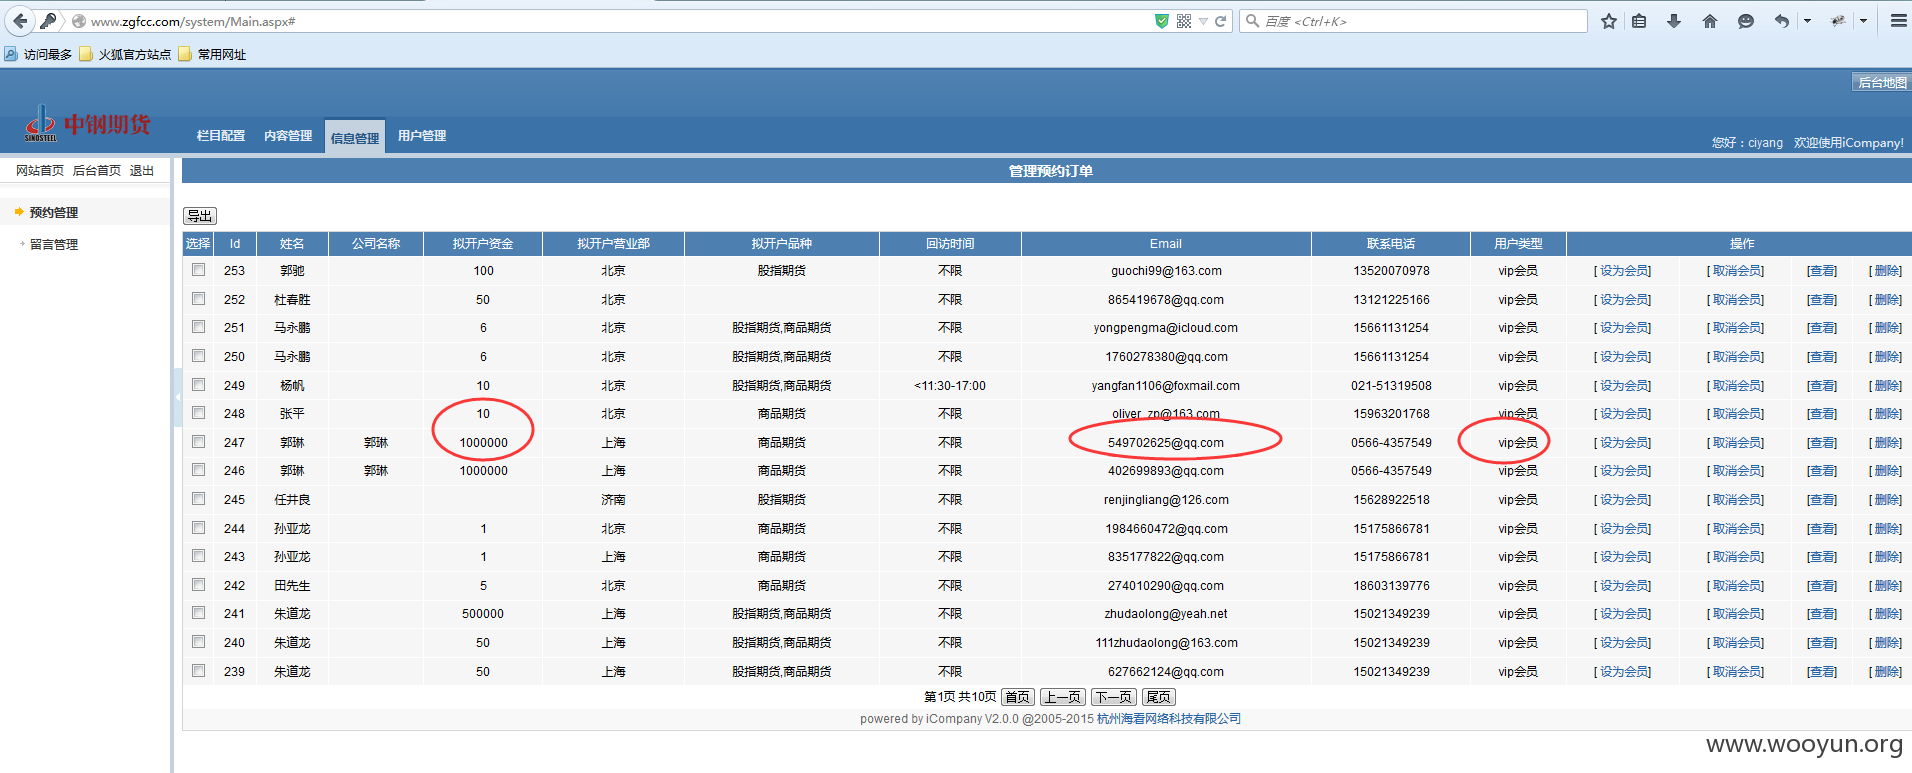 www.zgfcc.com/system/Main.aspx#
百度 <Ctrl+K>
访问最多 火狐官方站点 常用网址
后台地图
SINOSTEEL 中钢期货
栏目配置 内容管理 信息管理 用户管理
您好：ciyang 欢迎使用iCompany!
网站首页 后台首页 退出
管理预约订单
预约管理
留言管理
导出
选择 Id 姓名 公司名称 拟开户资金 拟开户营业部 拟开户品种 回访时间 Email 联系电话 用户类型 操作
253 郭驰 100 北京 股指期货 不限 guochi99@163.com 13520070978 vip会员 [ 设为会员] [ 取消会员] [查看] [ 删除]
252 杜春胜 50 北京 不限 865419678@qq.com 13121225166 vip会员 [ 设为会员] [ 取消会员] [查看] [ 删除]
251 马永鹏 6 北京 股指期货,商品期货 不限 yongpengma@icloud.com 15661131254 vip会员 [ 设为会员] [ 取消会员] [查看] [ 删除]
250 马永鹏 6 北京 股指期货,商品期货 不限 1760278380@qq.com 15661131254 vip会员 [ 设为会员] [ 取消会员] [查看] [ 删除]
249 杨帆 10 北京 股指期货,商品期货 <11:30-17:00 yangfan1106@foxmail.com 021-51319508 vip会员 [ 设为会员] [ 取消会员] [查看] [ 删除]
248 张平 10 北京 商品期货 不限 oliver_zp@163.com 15963201768 vip会员 [ 设为会员] [ 取消会员] [查看] [ 删除]
247 郭琳 郭琳 1000000 上海 商品期货 不限 549702625@qq.com 0566-4357549 vip会员 [ 设为会员] [ 取消会员] [查看] [ 删除]
246 郭琳 郭琳 1000000 上海 商品期货 不限 402699893@qq.com 0566-4357549 vip会员 [ 设为会员] [ 取消会员] [查看] [ 删除]
245 任井良 济南 股指期货 不限 renjingliang@126.com 15628922518 vip会员 [ 设为会员] [ 取消会员] [查看] [ 删除]
244 孙亚龙 1 北京 商品期货 不限 1984660472@qq.com 15175866781 vip会员 [ 设为会员] [ 取消会员] [查看] [ 删除]
243 孙亚龙 1 上海 商品期货 不限 835177822@qq.com 15175866781 vip会员 [ 设为会员] [ 取消会员] [查看] [ 删除]
242 田先生 5 北京 商品期货 不限 274010290@qq.com 18603139776 vip会员 [ 设为会员] [ 取消会员] [查看] [ 删除]
241 朱道龙 500000 上海 股指期货,商品期货 不限 zhudaolong@yeah.net 15021349239 vip会员 [ 设为会员] [ 取消会员] [查看] [ 删除]
240 朱道龙 50 上海 股指期货,商品期货 不限 111zhudaolong@163.com 15021349239 vip会员 [ 设为会员] [ 取消会员] [查看] [ 删除]
239 朱道龙 50 上海 股指期货,商品期货 不限 627662124@qq.com 15021349239 vip会员 [ 设为会员] [ 取消会员] [查看] [ 删除]
第1页 共10页 首页 上一页 下一页 尾页
powered by iCompany V2.0.0 @2005-2015 杭州海看网络科技有限公司
www.wooyun.org